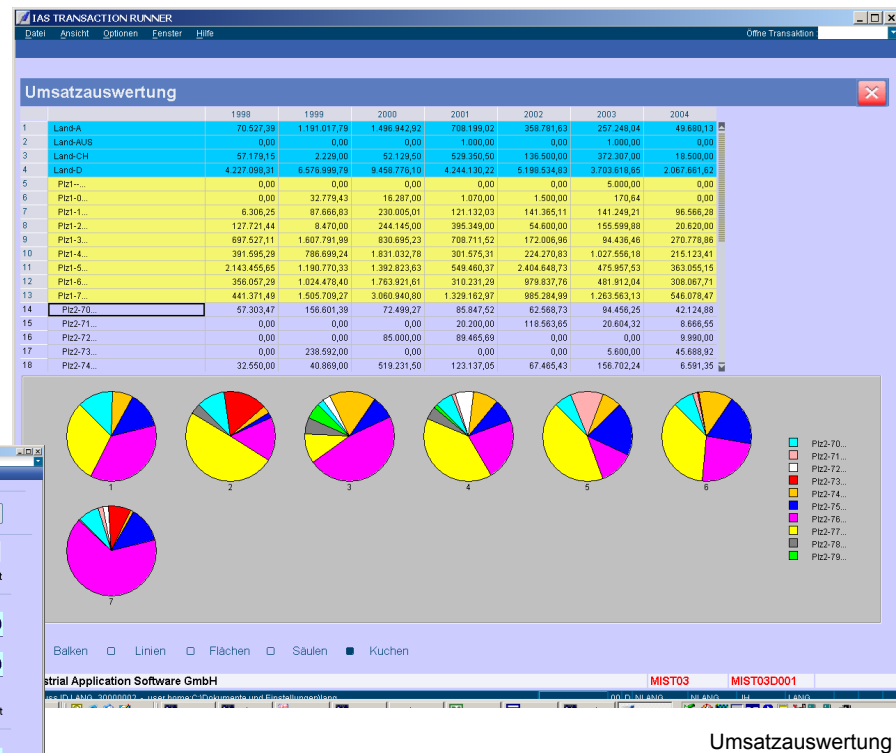 IAS TRANSACTION RUNNER
Datei Ansicht Optionen Fenster Hilfe Öffne Transaktion :
Umsatzauswertung
1998 1999 2000 2001 2002 2003 2004
1 Land-A 70.527,39 1.191.017,79 1.496.942,92 708.199,02 358.781,63 257.248,04 49.680,13
2 Land-AUS 0,00 0,00 0,00 1.000,00 0,00 1.000,00 0,00
3 Land-CH 57.179,15 2.229,00 52.129,50 529.350,50 136.500,00 372.307,00 18.500,00
4 Land-D 4.227.098,31 6.576.999,79 9.458.776,10 4.244.130,22 5.198.534,83 3.703.618,65 2.067.661,62
5 Plz1--... 0,00 0,00 0,00 0,00 0,00 5.000,00 0,00
6 Plz1-0... 0,00 32.779,43 16.287,00 1.070,00 1.500,00 170,64 0,00
7 Plz1-1... 6.306,25 87.666,83 230.005,01 121.132,03 141.365,11 141.249,21 96.566,28
8 Plz1-2... 127.721,44 8.470,00 244.145,00 395.349,00 54.600,00 155.599,88 20.620,00
9 Plz1-3... 697.527,11 1.607.791,99 830.695,23 708.711,52 172.006,96 94.436,46 270.778,86
10 Plz1-4... 391.595,29 786.699,24 1.831.032,78 301.575,31 224.270,83 1.027.556,18 215.123,41
11 Plz1-5... 2.143.455,65 1.190.770,33 1.392.823,63 549.460,37 2.404.648,73 475.957,53 363.055,15
12 Plz1-6... 356.057,29 1.024.478,40 1.763.921,61 310.231,29 979.837,76 481.912,04 308.067,71
13 Plz1-7... 441.371,49 1.505.709,27 3.060.940,80 1.329.162,97 985.284,99 1.263.563,13 546.078,47
14 Plz2-70... 57.303,47 156.601,39 72.499,27 85.847,52 62.568,73 94.456,25 42.124,88
15 Plz2-71... 0,00 0,00 0,00 20.200,00 118.563,65 20.604,32 8.666,55
16 Plz2-72... 0,00 0,00 85.000,00 89.465,69 0,00 0,00 9.990,00
17 Plz2-73... 0,00 238.592,00 0,00 0,00 0,00 5.600,00 45.688,92
18 Plz2-74... 32.550,00 40.869,00 519.231,50 123.137,05 67.465,43 156.702,24 6.591,35
1 2 3 4 5 6
7
Plz2-70...
Plz2-71...
Plz2-72...
Plz2-73...
Plz2-74...
Plz2-75...
Plz2-76...
Plz2-77...
Plz2-78...
Plz2-79...
Balken Linien Flächen Säulen Kuchen
strial Application Software GmbH MIST03 MIST03D001
Umsatzauswertung